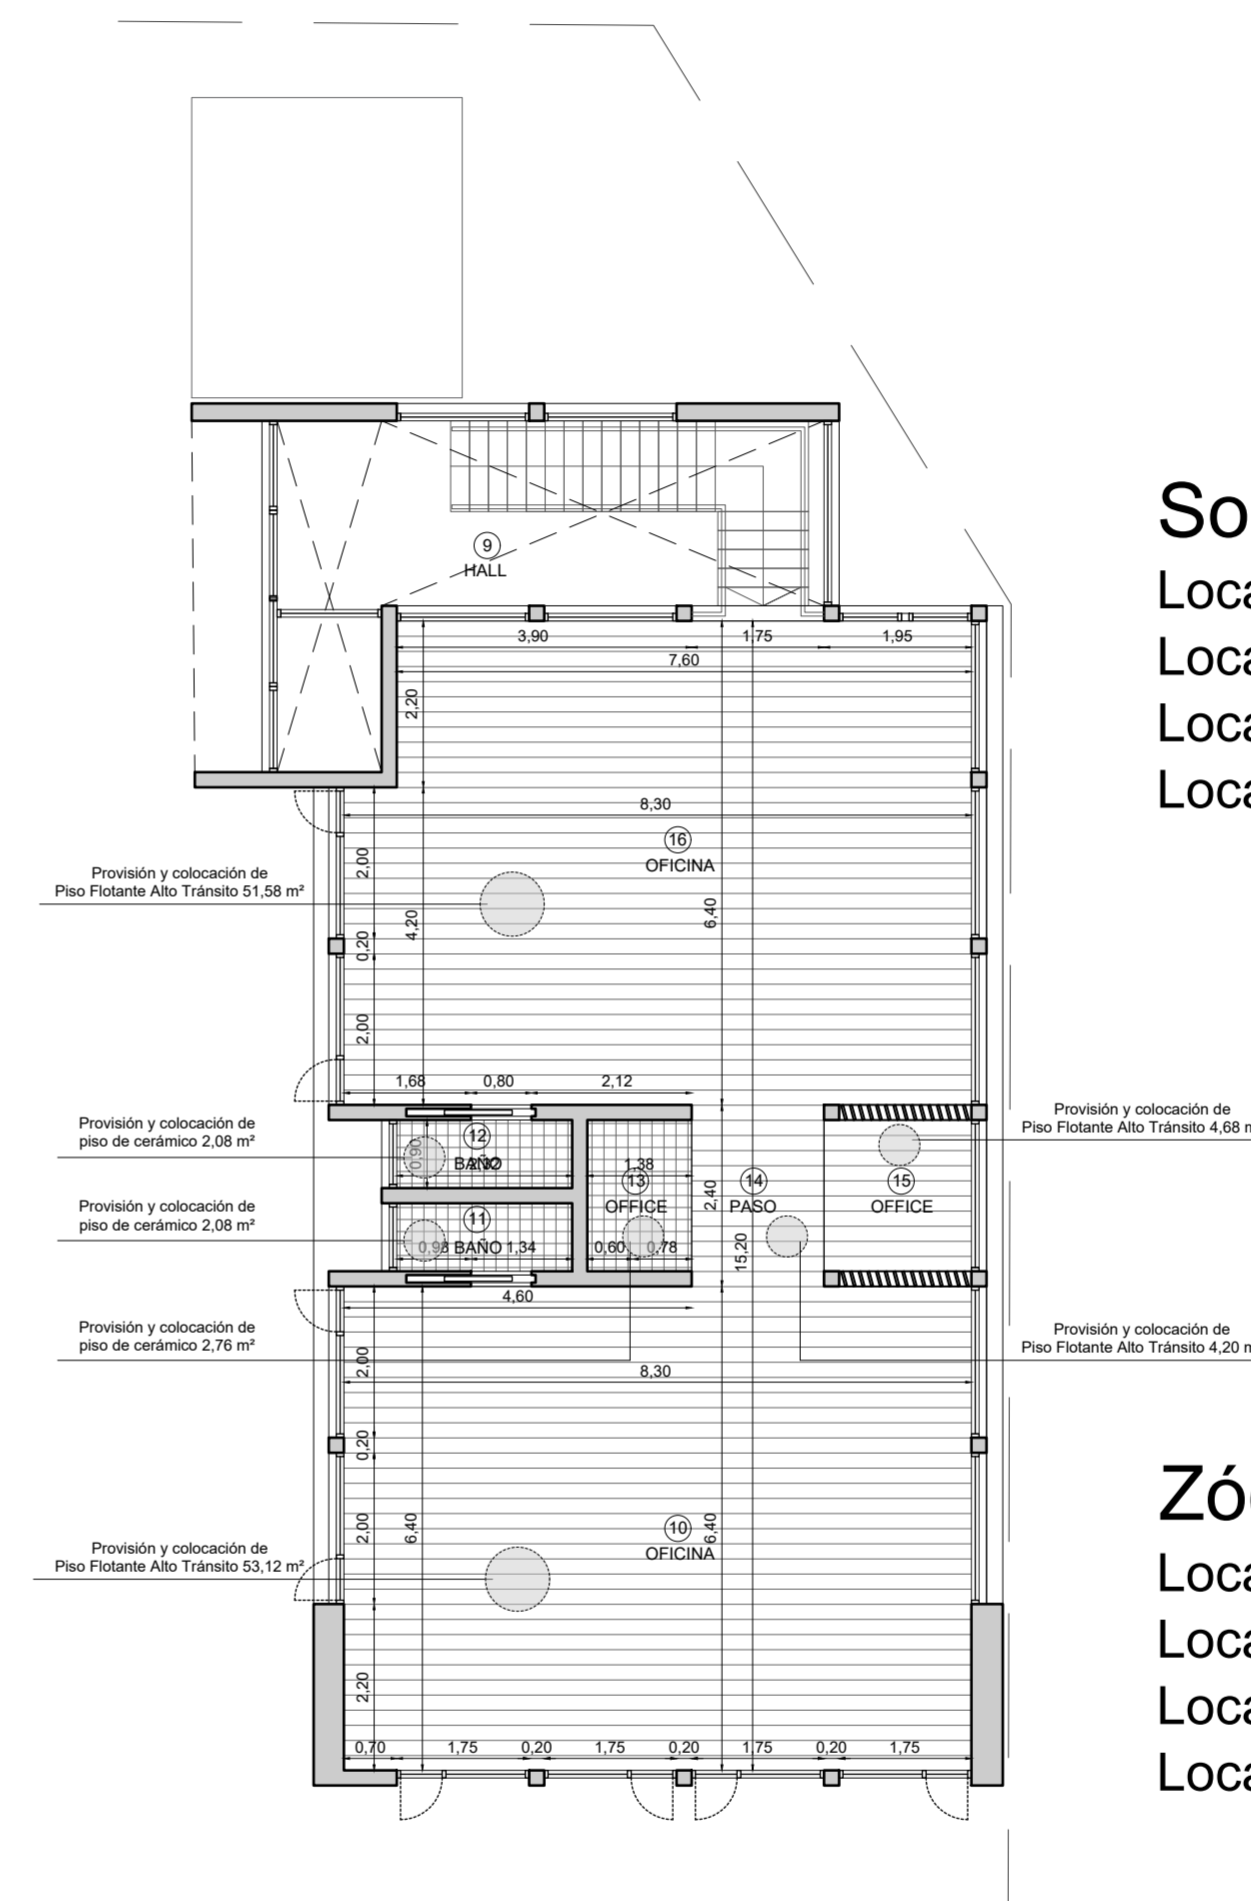 So
Loca
Loca
Loca
Loca
9
HALL
3,90
1,75
1,95
7,60
2,20
8,30
16
OFICINA
Provisión y colocación de
Piso Flotante Alto Tránsito 51,58 m²
2,00
4,20
6,40
0,20
2,00
1,68
0,80
2,12
Provisión y colocación de
piso de cerámico 2,08 m²
12
BAÑO
0,90
1,38
13
OFFICE
2,40
14
PASO
15
OFFICE
Provisión y colocación de
Piso Flotante Alto Tránsito 4,68 m
Provisión y colocación de
piso de cerámico 2,08 m²
11
BAÑO
0,98
1,34
0,60
0,78
15,20
4,60
Provisión y colocación de
piso de cerámico 2,76 m²
Provisión y colocación de
Piso Flotante Alto Tránsito 4,20 m
2,00
8,30
0,20
Zó
Loca
Loca
Loca
Loca
2,00
6,40
10
OFICINA
6,40
Provisión y colocación de
Piso Flotante Alto Tránsito 53,12 m²
2,20
0,70
1,75
0,20
1,75
0,20
1,75
0,20
1,75